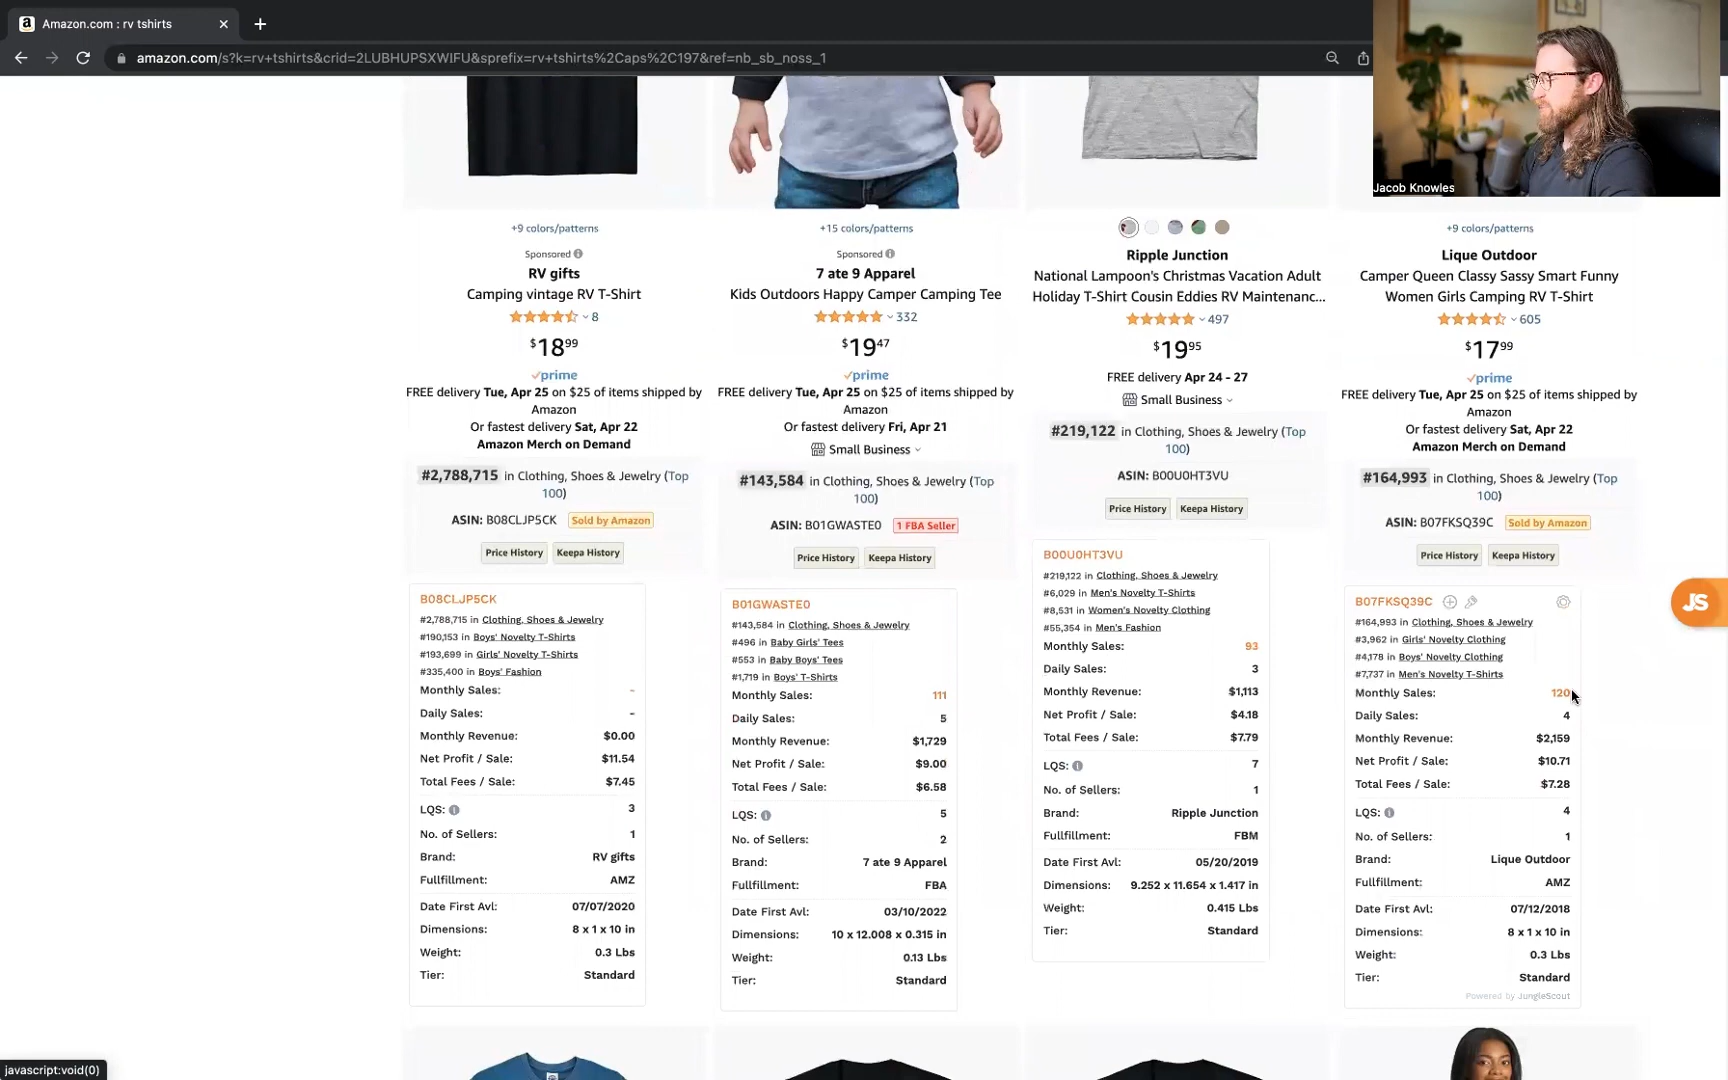 Amazon.com : rv tshirts
amazon.com/s?k=rv+tshirts&crid=2LUBHUPSXWIFU&sprefix=rv+tshirts%2Caps%2C197&ref=nb_sb_noss_1
Jacob Knowles
+9 colors/patterns
Sponsored
RV gifts
Camping vintage RV T-Shirt
8
$18 99
prime
FREE delivery Tue, Apr 25 on $25 of items shipped by
Amazon
Or fastest delivery Sat, Apr 22
Amazon Merch on Demand
#2,788,715 in Clothing, Shoes & Jewelry (Top
100)
ASIN: B08CLJP5CK Sold by Amazon
Price History Keepa History
B08CLJP5CK
#2,788,715 in Clothing, Shoes & Jewelry
#190,153 in Boys' Novelty T-Shirts
#193,699 in Girls' Novelty T-Shirts
#335,400 in Boys' Fashion
Monthly Sales: -
Daily Sales: -
Monthly Revenue: $0.00
Net Profit / Sale: $11.54
Total Fees / Sale: $7.45
LQS: 3
No. of Sellers: 1
Brand: RV gifts
Fullfillment: AMZ
Date First Avl: 07/07/2020
Dimensions: 8 x 1 x 10 in
Weight: 0.3 Lbs
Tier: Standard
+15 colors/patterns
Sponsored
7 ate 9 Apparel
Kids Outdoors Happy Camper Camping Tee
332
$19 47
prime
FREE delivery Tue, Apr 25 on $25 of items shipped by
Amazon
Or fastest delivery Fri, Apr 21
Small Business
#143,584 in Clothing, Shoes & Jewelry (Top
100)
ASIN: B01GWASTE0 1 FBA Seller
Price History Keepa History
B01GWASTE0
#143,584 in Clothing, Shoes & Jewelry
#496 in Baby Girls' Tees
#553 in Baby Boys' Tees
#1,719 in Boys' T-Shirts
Monthly Sales: 111
Daily Sales: 5
Monthly Revenue: $1,729
Net Profit / Sale: $9.00
Total Fees / Sale: $6.58
LQS: 5
No. of Sellers: 2
Brand: 7 ate 9 Apparel
Fullfillment: FBA
Date First Avl: 03/10/2022
Dimensions: 10 x 12.008 x 0.315 in
Weight: 0.13 Lbs
Tier: Standard
Ripple Junction
National Lampoon's Christmas Vacation Adult
Holiday T-Shirt Cousin Eddies RV Maintenanc...
497
$19 95
FREE delivery Apr 24 - 27
Small Business
#219,122 in Clothing, Shoes & Jewelry (Top
100)
ASIN: B00U0HT3VU
Price History Keepa History
B00U0HT3VU
#219,122 in Clothing, Shoes & Jewelry
#6,029 in Men's Novelty T-Shirts
#8,531 in Women's Novelty Clothing
#55,354 in Men's Fashion
Monthly Sales: 93
Daily Sales: 3
Monthly Revenue: $1,113
Net Profit / Sale: $4.18
Total Fees / Sale: $7.79
LQS: 7
No. of Sellers: 1
Brand: Ripple Junction
Fullfillment: FBM
Date First Avl: 05/20/2019
Dimensions: 9.252 x 11.654 x 1.417 in
Weight: 0.415 Lbs
Tier: Standard
+9 colors/patterns
Lique Outdoor
Camper Queen Classy Sassy Smart Funny
Women Girls Camping RV T-Shirt
605
$17 99
prime
FREE delivery Tue, Apr 25 on $25 of items shipped by
Amazon
Or fastest delivery Sat, Apr 22
Amazon Merch on Demand
#164,993 in Clothing, Shoes & Jewelry (Top
100)
ASIN: B07FKSQ39C Sold by Amazon
Price History Keepa History
B07FKSQ39C
#164,993 in Clothing, Shoes & Jewelry
#3,962 in Girls' Novelty Clothing
#4,178 in Boys' Novelty Clothing
#7,737 in Men's Novelty T-Shirts
Monthly Sales: 120
Daily Sales: 4
Monthly Revenue: $2,159
Net Profit / Sale: $10.71
Total Fees / Sale: $7.28
LQS: 4
No. of Sellers: 1
Brand: Lique Outdoor
Fullfillment: AMZ
Date First Avl: 07/12/2018
Dimensions: 8 x 1 x 10 in
Weight: 0.3 Lbs
Tier: Standard
Powered by JungleScout
JS
javascript:void(0)